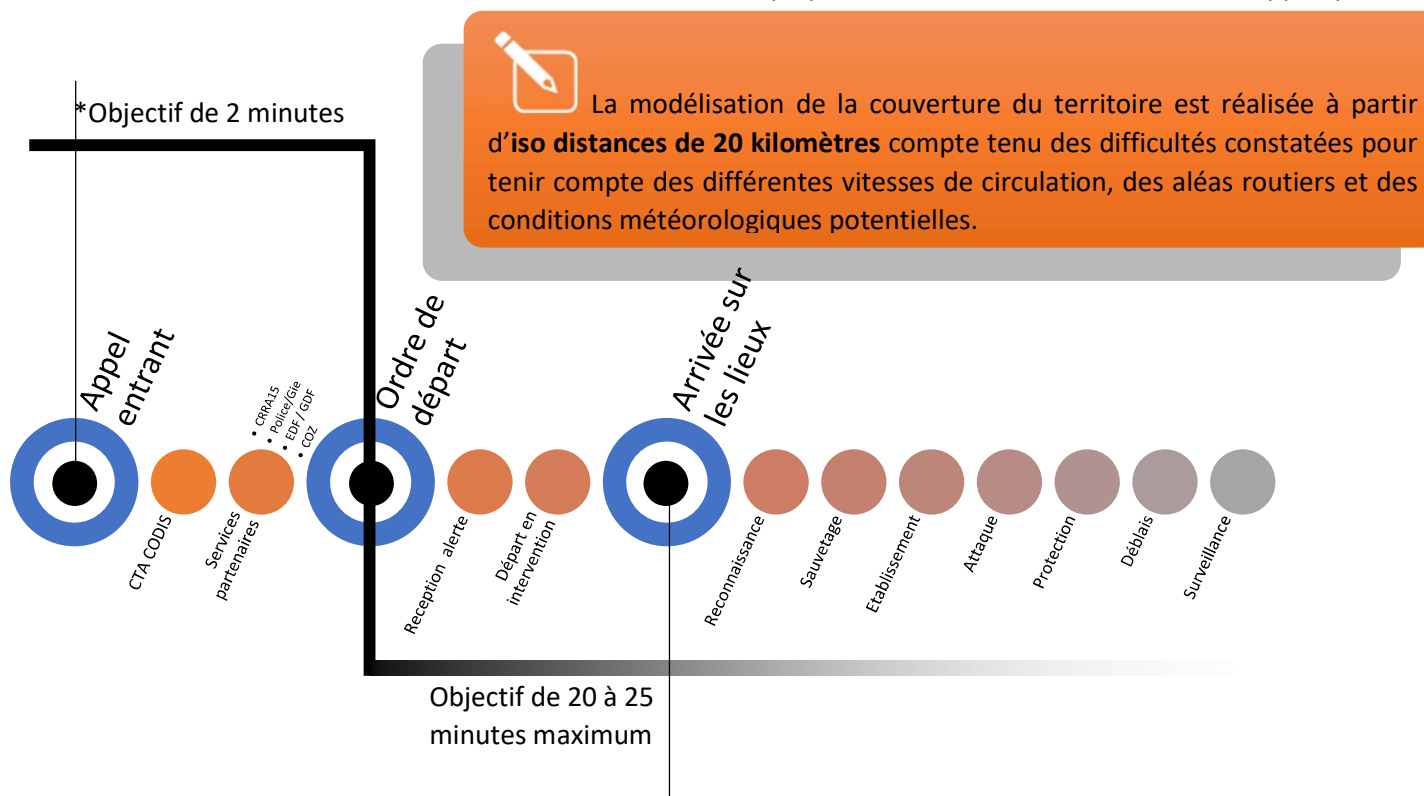 *Objectif de 2 minutes
La modélisation de la couverture du territoire est réalisée à partir
d’iso distances de 20 kilomètres compte tenu des difficultés constatées pour
tenir compte des différentes vitesses de circulation, des aléas routiers et des
conditions météorologiques potentielles.
Appel
entrant
• CRRA15
• Police/Gie
• EDF / GDF
• COZ
Ordre de
départ
Arrivée sur
les lieux
CTA CODIS
Services
partenaires
Reception alerte
Départ en
intervention
Reconnaissance
Sauvetage
Etablissement
Attaque
Protection
Déblais
Surveillance
Objectif de 20 à 25
minutes maximum